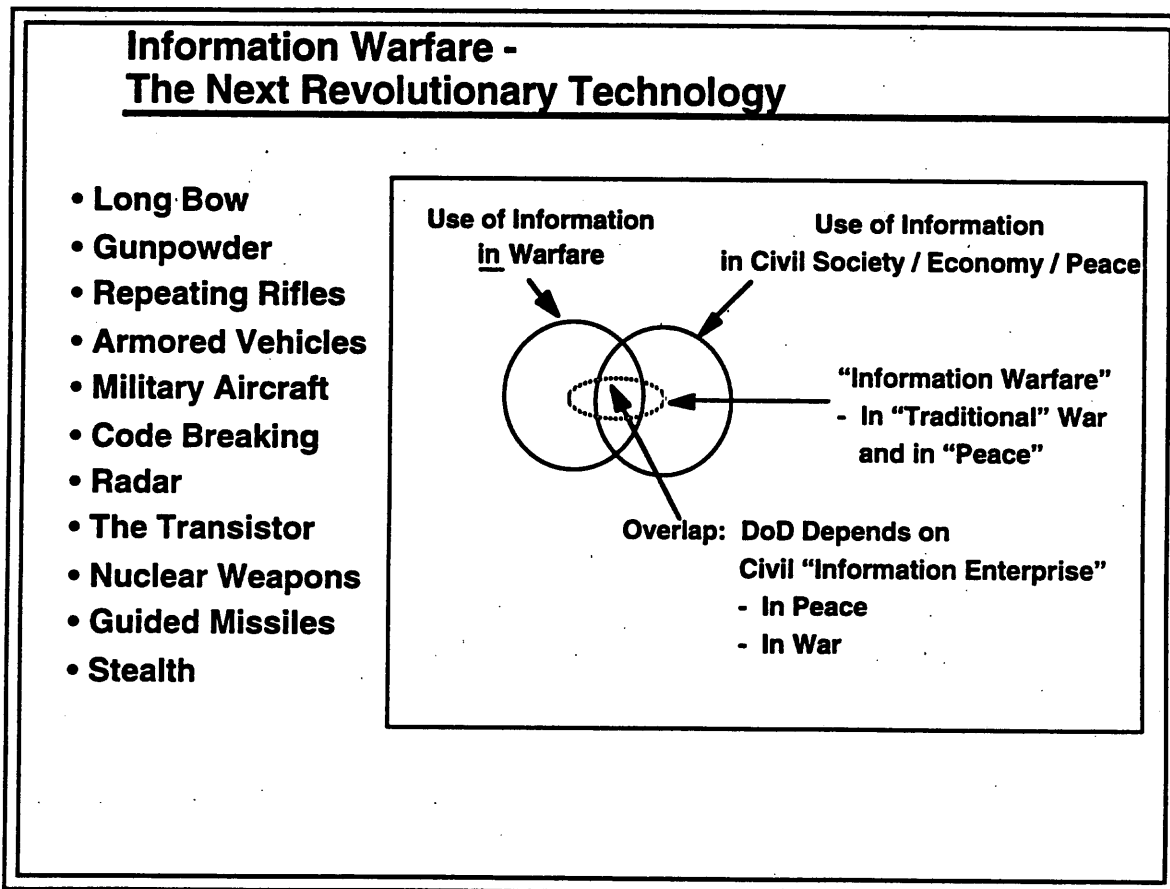 Information Warfare -
The Next Revolutionary Technology
• Long Bow
• Gunpowder
• Repeating Rifles
• Armored Vehicles
• Military Aircraft
• Code Breaking
• Radar
• The Transistor
• Nuclear Weapons
• Guided Missiles
• Stealth
Use of Information
in Warfare
Use of Information
in Civil Society / Economy / Peace
“Information Warfare”
- In “Traditional” War
and in “Peace”
Overlap: DoD Depends on
Civil “Information Enterprise”
- In Peace
- In War